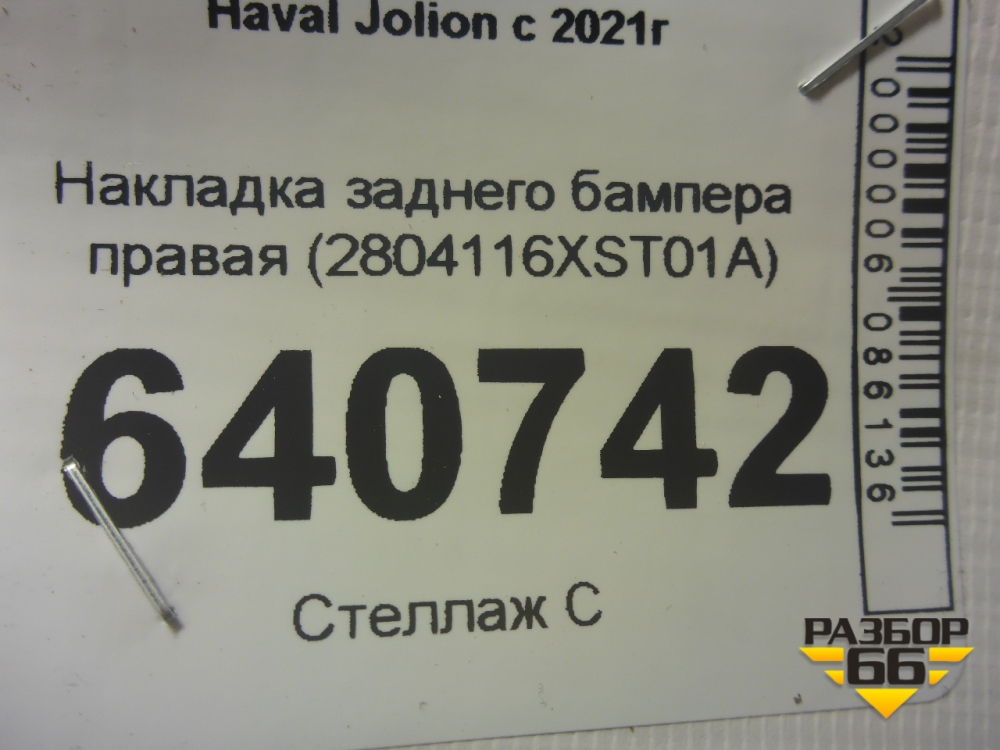 Haval Jolion с 2021г
Накладка заднего бампера
правая (2804116XST01A)
640742
Стеллаж С
2000006086136
РАЗБОР
66